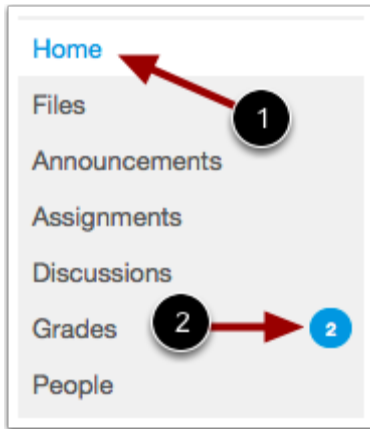 Home
1
Files
Announcements
Assignments
Discussions
Grades 2 2
People